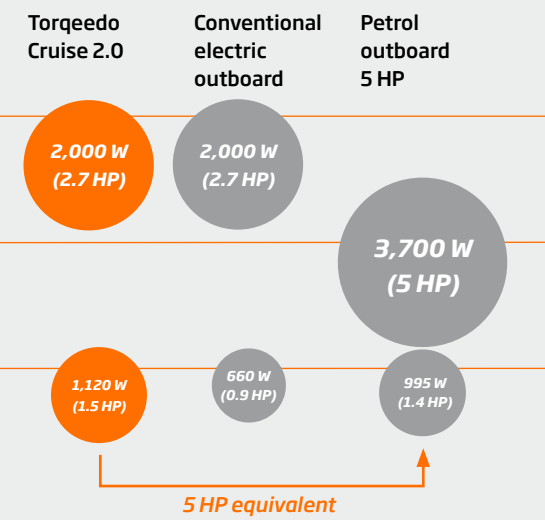 Torqeedo
Cruise 2.0
Conventional
electric
outboard
Petrol
outboard
5 HP
2,000 W
(2.7 HP)
2,000 W
(2.7 HP)
3,700 W
(5 HP)
1,120 W
(1.5 HP)
660 W
(0.9 HP)
995 W
(1.4 HP)
5 HP equivalent